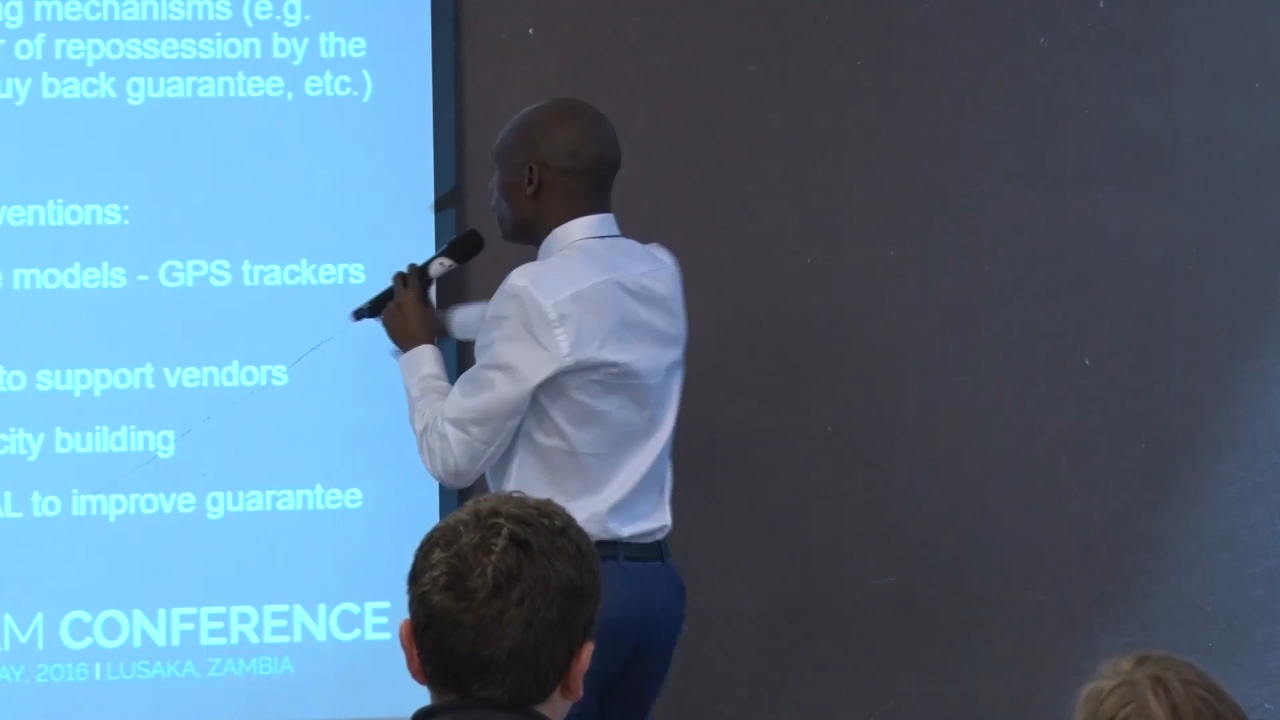 ng mechanisms (e.g.
r of repossession by the
uy back guarantee, etc.)
ventions:
e models - GPS trackers
to support vendors
city building
AL to improve guarantee
AM CONFERENCE
AY, 2016 | LUSAKA, ZAMBIA